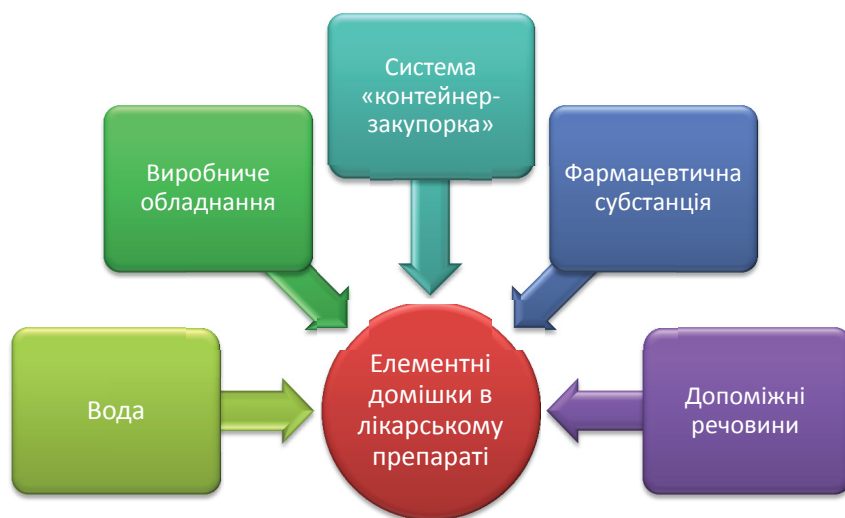 Система
«контейнер-
закупорка»
Виробниче
обладнання
Фармацевтична
субстанція
Вода
Елементні
домішки в
лікарському
препараті
Допоміжні
речовини